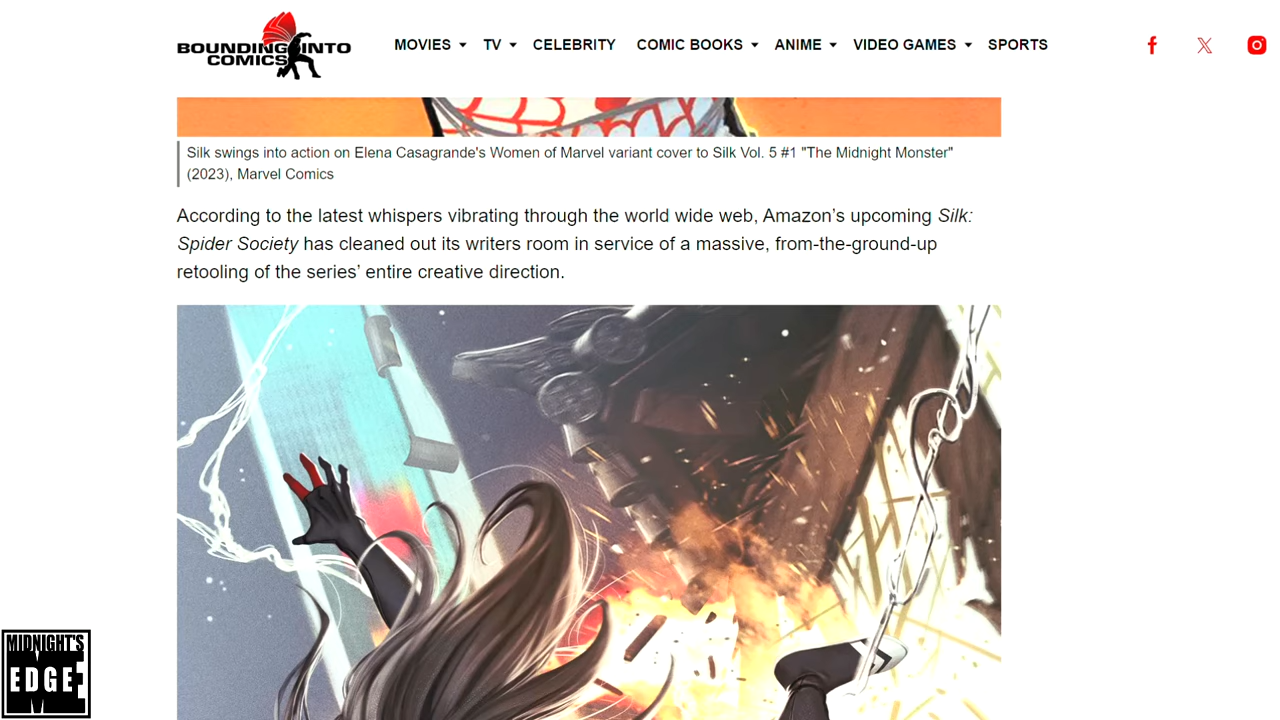 BOUNDING INTO
COMICS
MOVIES TV CELEBRITY COMIC BOOKS ANIME VIDEO GAMES SPORTS
Silk swings into action on Elena Casagrande's Women of Marvel variant cover to Silk Vol. 5 #1 "The Midnight Monster"
(2023), Marvel Comics
According to the latest whispers vibrating through the world wide web, Amazon’s upcoming Silk:
Spider Society has cleaned out its writers room in service of a massive, from-the-ground-up
retooling of the series’ entire creative direction.
MIDNIGHT'S
EDGE
ME